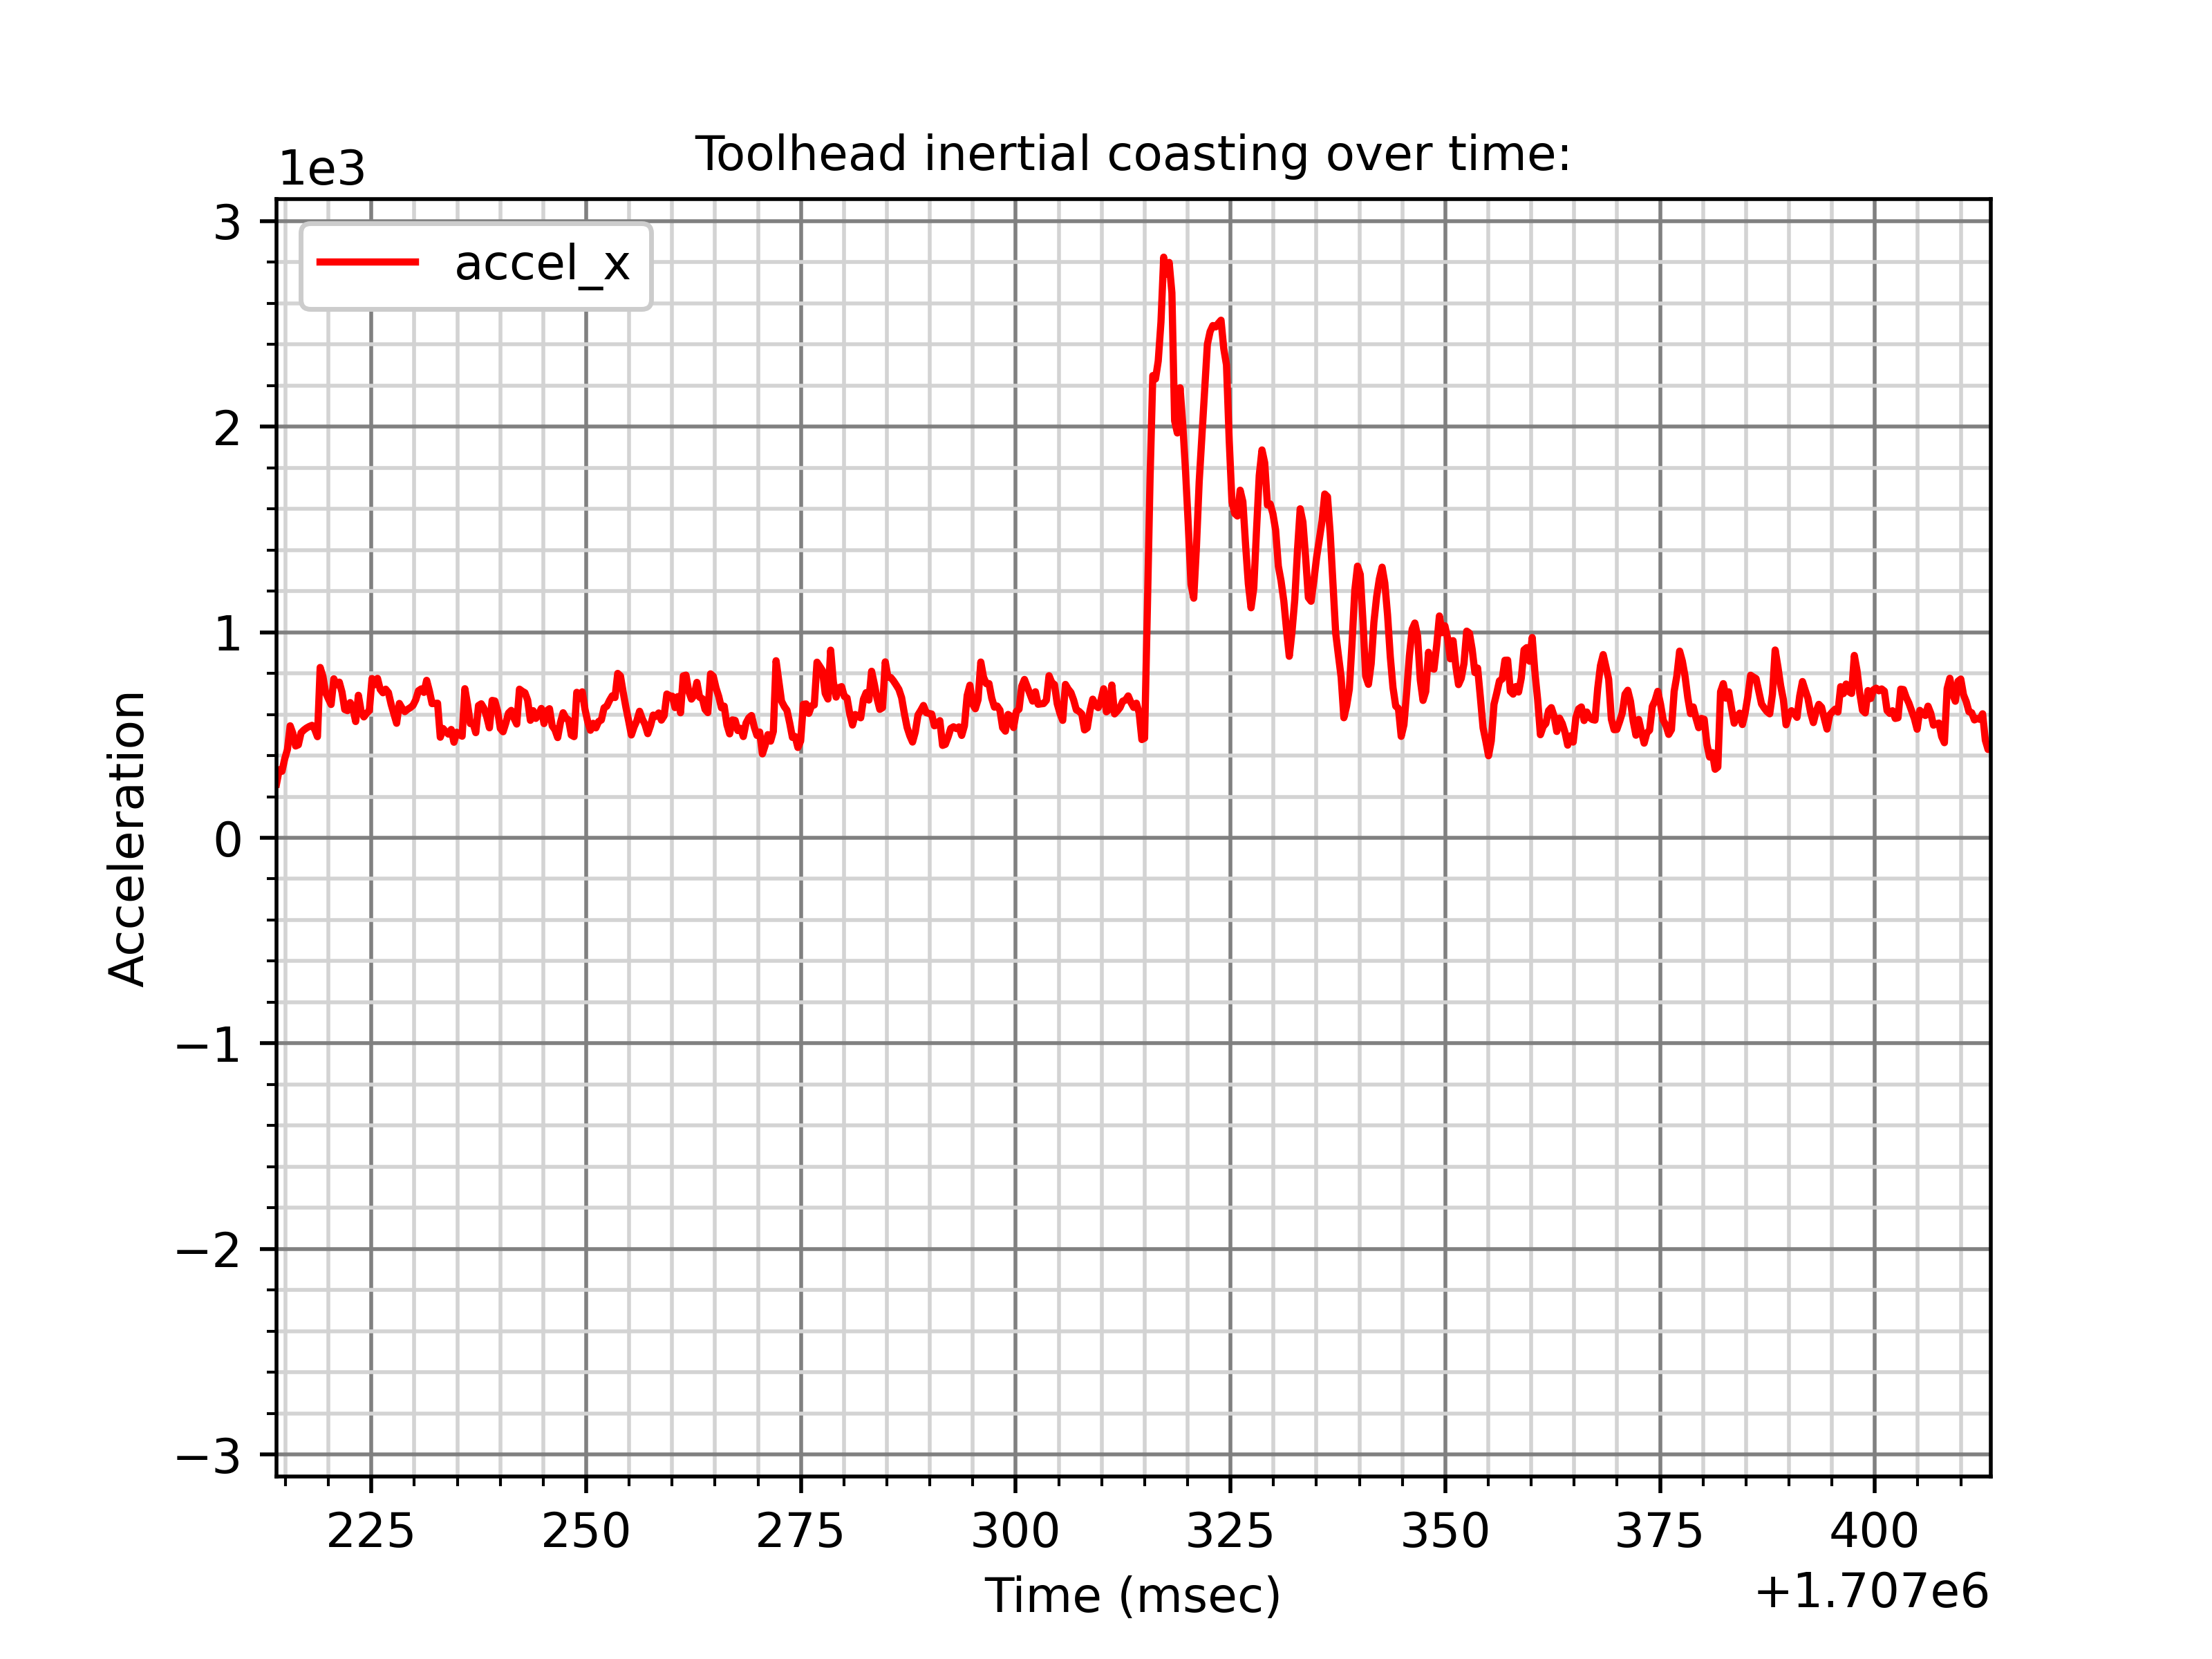 Toolhead inertial coasting over time:
1e3
accel_x
3
2
1
0
−1
−2
−3
Acceleration
225 250 275 300 325 350 375 400
Time (msec)
+1.707e6